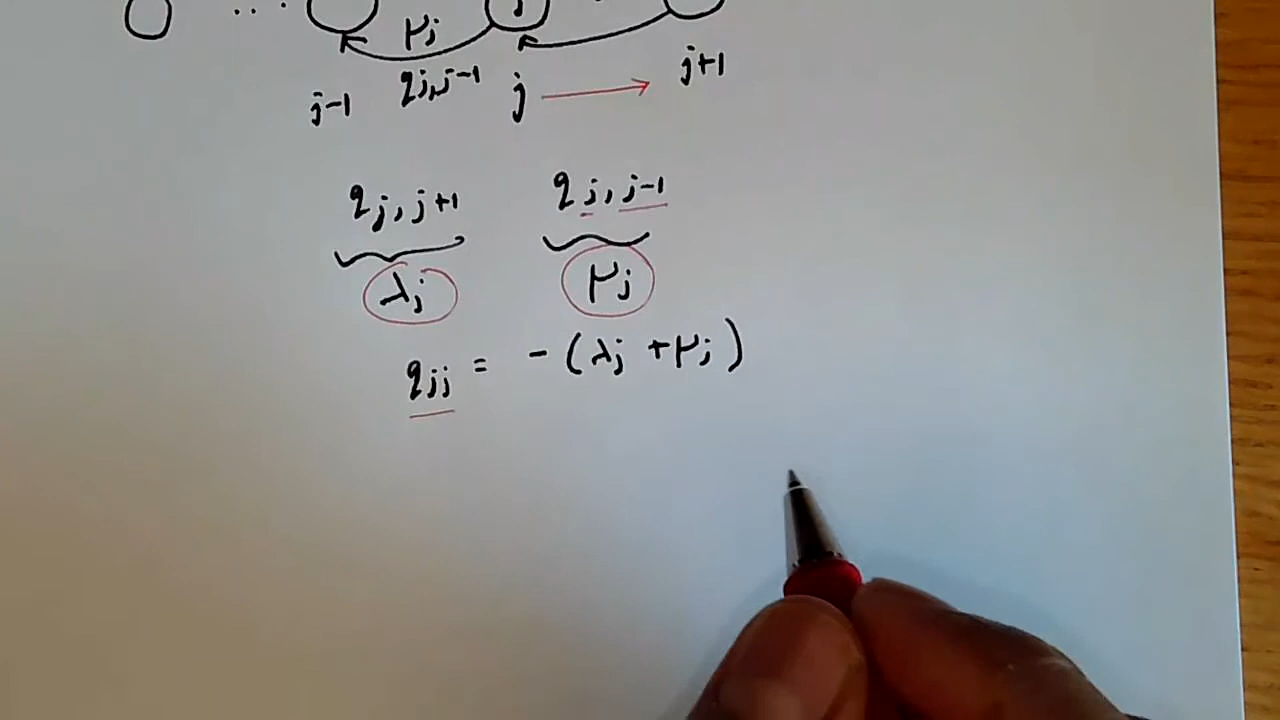 ... μj j
qj,j-1
j-1 j j+1
qj,j+1 qj,j-1
λj μj
qjj = -(λj + μj)